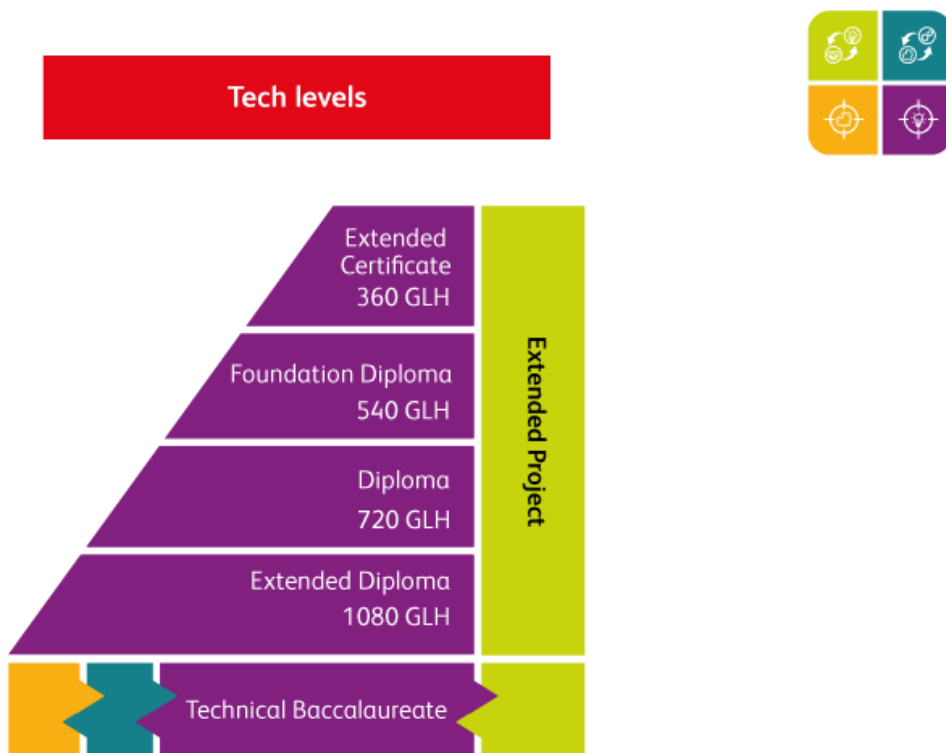 Tech levels
Extended
Certificate
360 GLH
Foundation Diploma
540 GLH
Diploma
720 GLH
Extended Diploma
1080 GLH
Extended Project
Technical Baccalaureate